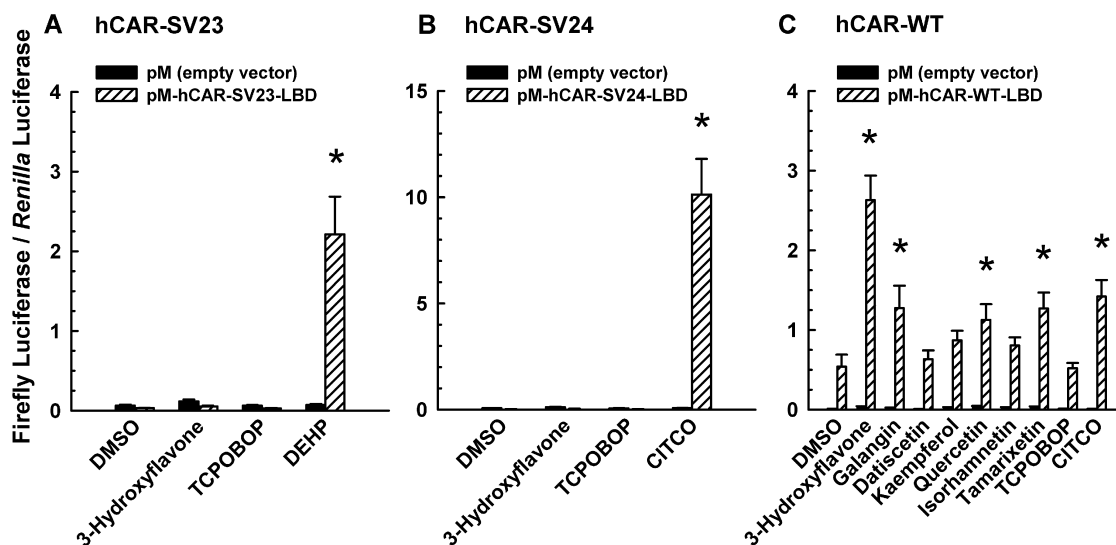 A hCAR-SV23
pM (empty vector)
pM-hCAR-SV23-LBD
Firefly Luciferase / Renilla Luciferase
4
3
2
1
0
*
DMSO
3-Hydroxyflavone
TCPOBOP
DEHP
B hCAR-SV24
pM (empty vector)
pM-hCAR-SV24-LBD
15
10
5
0
*
DMSO
3-Hydroxyflavone
TCPOBOP
CITCO
C hCAR-WT
pM (empty vector)
pM-hCAR-WT-LBD
4
3
2
1
0
*
*
*
*
*
DMSO
3-Hydroxyflavone
Galangin
Datiscetin
Kaempferol
Quercetin
Isorhamnetin
Tamarixetin
TCPOBOP
CITCO